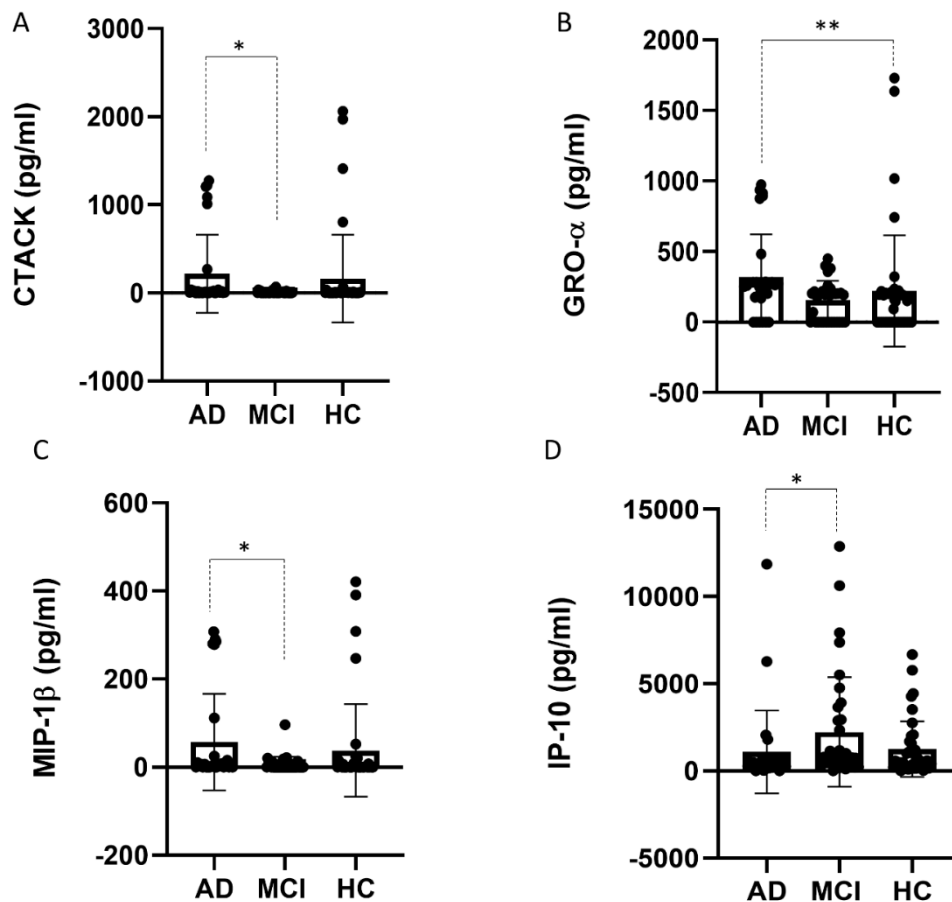 A
CTACK (pg/ml)
3000
2000
1000
0
-1000
*
AD MCI HC
B
GRO-α (pg/ml)
2000
1500
1000
500
0
-500
**
AD MCI HC
C
MIP-1β (pg/ml)
600
400
200
0
-200
*
AD MCI HC
D
IP-10 (pg/ml)
15000
10000
5000
0
-5000
*
AD MCI HC